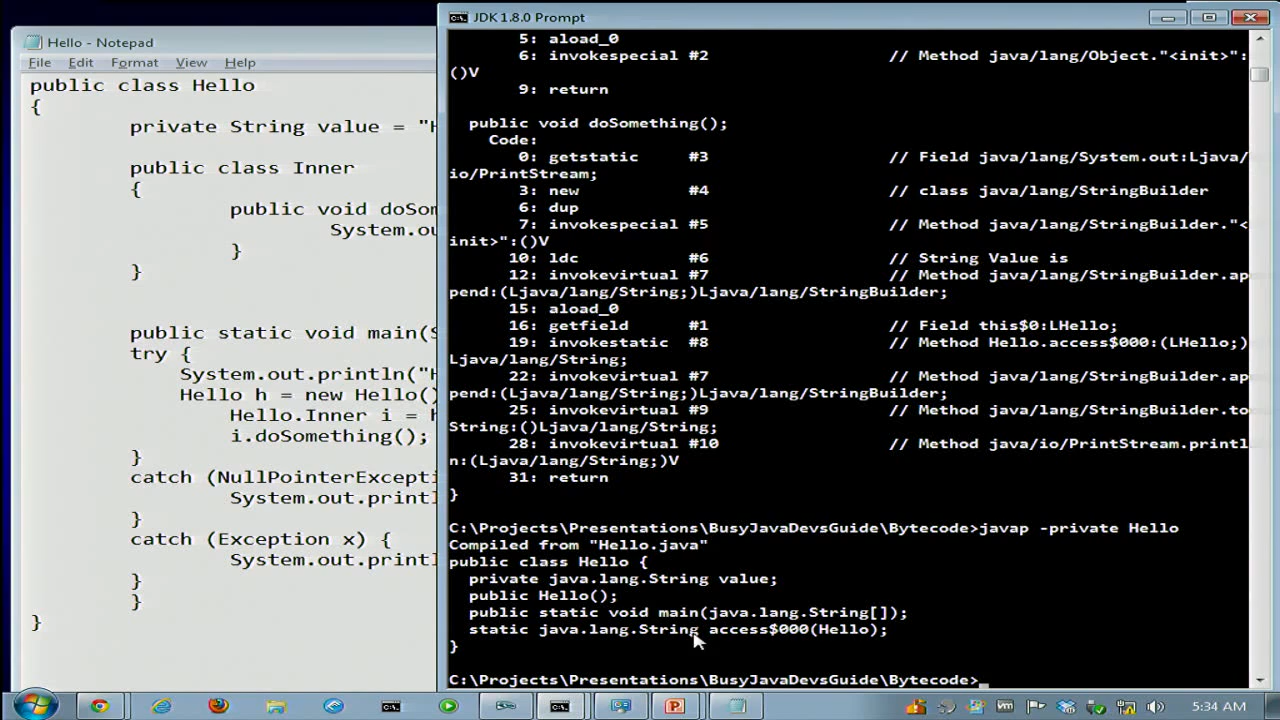 Hello - Notepad
File Edit Format View Help
public class Hello
{
private String value = "H
public class Inner
{
public void doSom
System.ou
}
}
public static void main(S
try {
System.out.println("H
Hello h = new Hello()
Hello.Inner i = h
i.doSomething();
}
catch (NullPointerExcepti
System.out.printl
}
catch (Exception x) {
System.out.printl
}
}
}
JDK 1.8.0 Prompt
5: aload_0
6: invokespecial #2 // Method java/lang/Object."<init>":
()V
9: return
public void doSomething();
Code:
0: getstatic #3 // Field java/lang/System.out:Ljava/
io/PrintStream;
3: new #4 // class java/lang/StringBuilder
6: dup
7: invokespecial #5 // Method java/lang/StringBuilder."<
init>":()V
10: ldc #6 // String Value is
12: invokevirtual #7 // Method java/lang/StringBuilder.ap
pend:(Ljava/lang/String;)Ljava/lang/StringBuilder;
15: aload_0
16: getfield #1 // Field this$0:LHello;
19: invokestatic #8 // Method Hello.access$000:(LHello;)
Ljava/lang/String;
22: invokevirtual #7 // Method java/lang/StringBuilder.ap
pend:(Ljava/lang/String;)Ljava/lang/StringBuilder;
25: invokevirtual #9 // Method java/lang/StringBuilder.to
String:()Ljava/lang/String;
28: invokevirtual #10 // Method java/io/PrintStream.printl
n:(Ljava/lang/String;)V
31: return
}
C:\Projects\Presentations\BusyJavaDevsGuide\Bytecode>javap -private Hello
Compiled from "Hello.java"
public class Hello {
private java.lang.String value;
public Hello();
public static void main(java.lang.String[]);
static java.lang.String access$000(Hello);
}
C:\Projects\Presentations\BusyJavaDevsGuide\Bytecode>_
5:34 AM